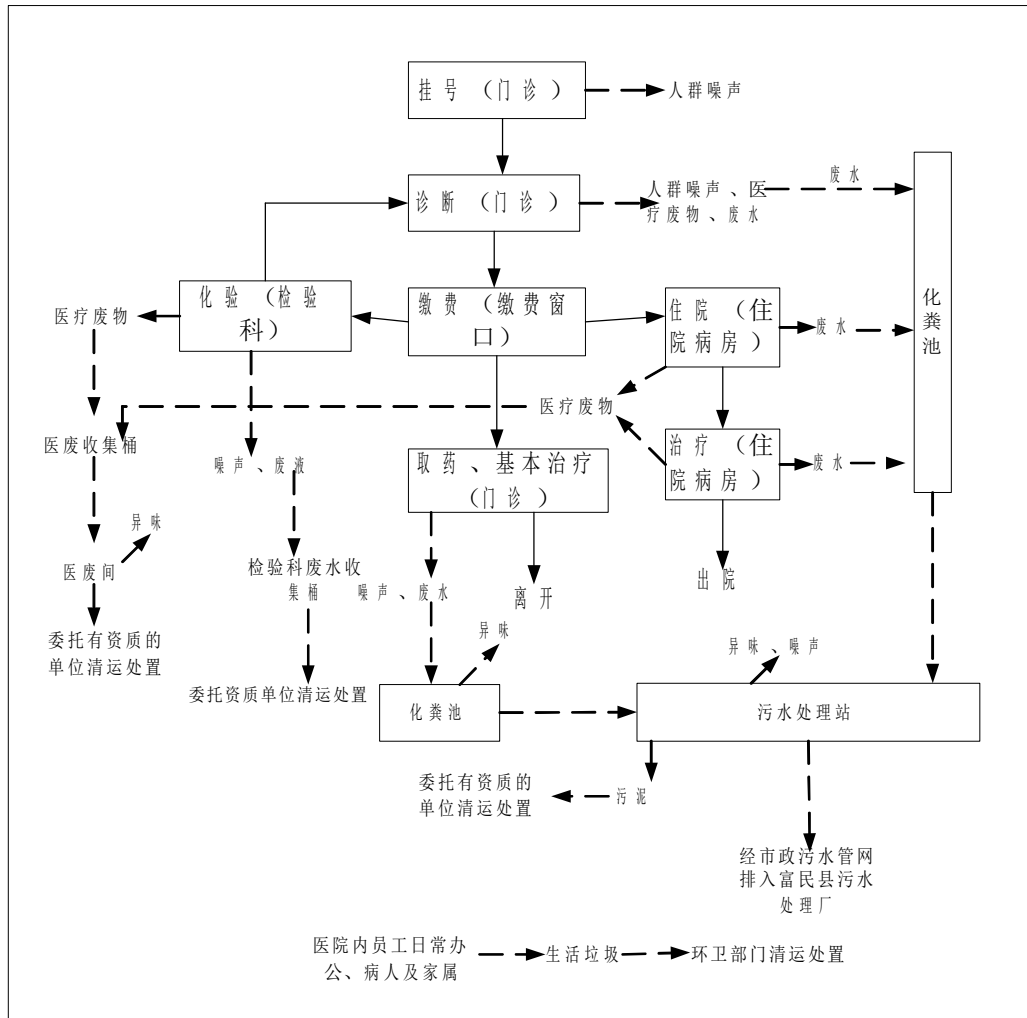 挂号（门诊）
人群噪声
废水
诊断（门诊）
人群噪声、医
疗废物、废水
化粪池
化验（检验
科）
缴费（缴费窗
口）
住院（住
院病房）
医疗废物
废水
医疗废物
医废收集桶
噪声、废液
取药、基本治疗
（门诊）
治疗（住
院病房）
废水
异味
医废间
检验科废水收
集桶
噪声、废水
离开
出院
委托有资质的
单位清运处置
异味
异味、噪声
委托资质单位清运处置
化粪池
污水处理站
委托有资质的
单位清运处置
污泥
经市政污水管网
排入富民县污水
处理厂
医院内员工日常办
公、病人及家属
生活垃圾
环卫部门清运处置